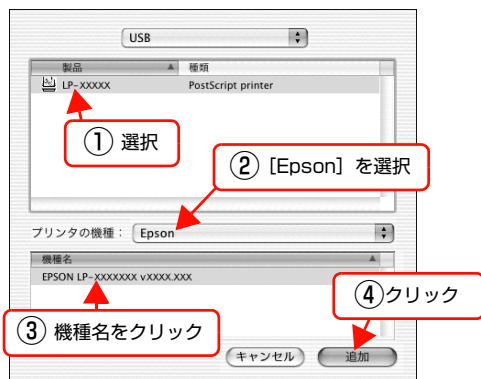 USB
製品 種類
LP-XXXXX PostScript printer
① 選択
② [Epson] を選択
プリンタの機種： Epson
機種名
EPSON LP-XXXXXXX vXXXX.XXX
④クリック
③ 機種名をクリック
キャンセル 追加